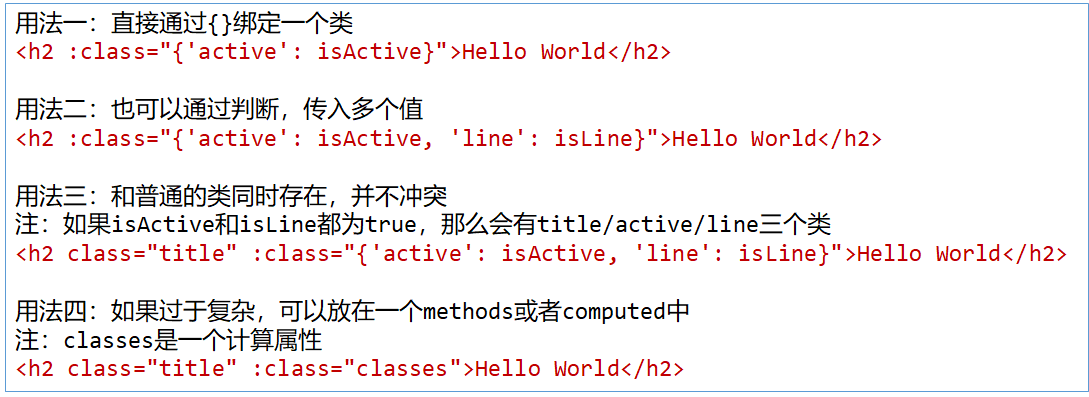 用法一：直接通过{}绑定一个类
<h2 :class="{'active': isActive}">Hello World</h2>
用法二：也可以通过判断，传入多个值
<h2 :class="{'active': isActive, 'line': isLine}">Hello World</h2>
用法三：和普通的类同时存在，并不冲突
注：如果isActive和isLine都为true，那么会有title/active/line三个类
<h2 class="title" :class="{'active': isActive, 'line': isLine}">Hello World</h2>
用法四：如果过于复杂，可以放在一个methods或者computed中
注：classes是一个计算属性
<h2 class="title" :class="classes">Hello World</h2>